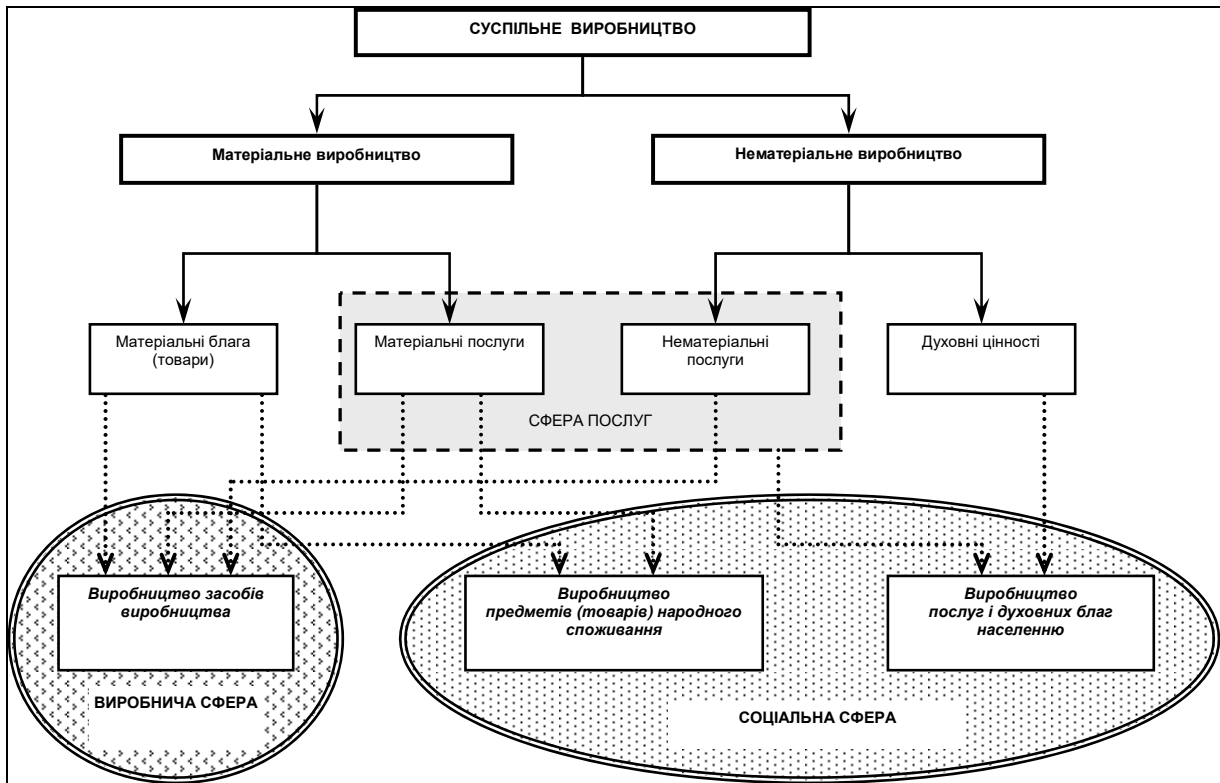 СУСПІЛЬНЕ ВИРОБНИЦТВО
Матеріальне виробництво
Нематеріальне виробництво
Матеріальні блага
(товари)
Матеріальні послуги
Нематеріальні
послуги
Духовні цінності
СФЕРА ПОСЛУГ
Виробництво засобів
виробництва
Виробництво
предметів (товарів) народного
споживання
Виробництво
послуг і духовних благ
населенню
ВИРОБНИЧА СФЕРА
СОЦІАЛЬНА СФЕРА